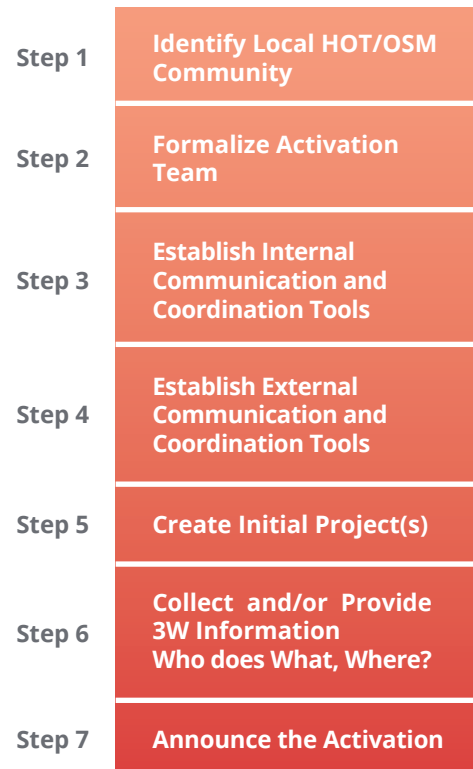 Step 1
Identify Local HOT/OSM
Community
Step 2
Formalize Activation
Team
Step 3
Establish Internal
Communication and
Coordination Tools
Step 4
Establish External
Communication and
Coordination Tools
Step 5
Create Initial Project(s)
Step 6
Collect and/or Provide
3W Information
Who does What, Where?
Step 7
Announce the Activation